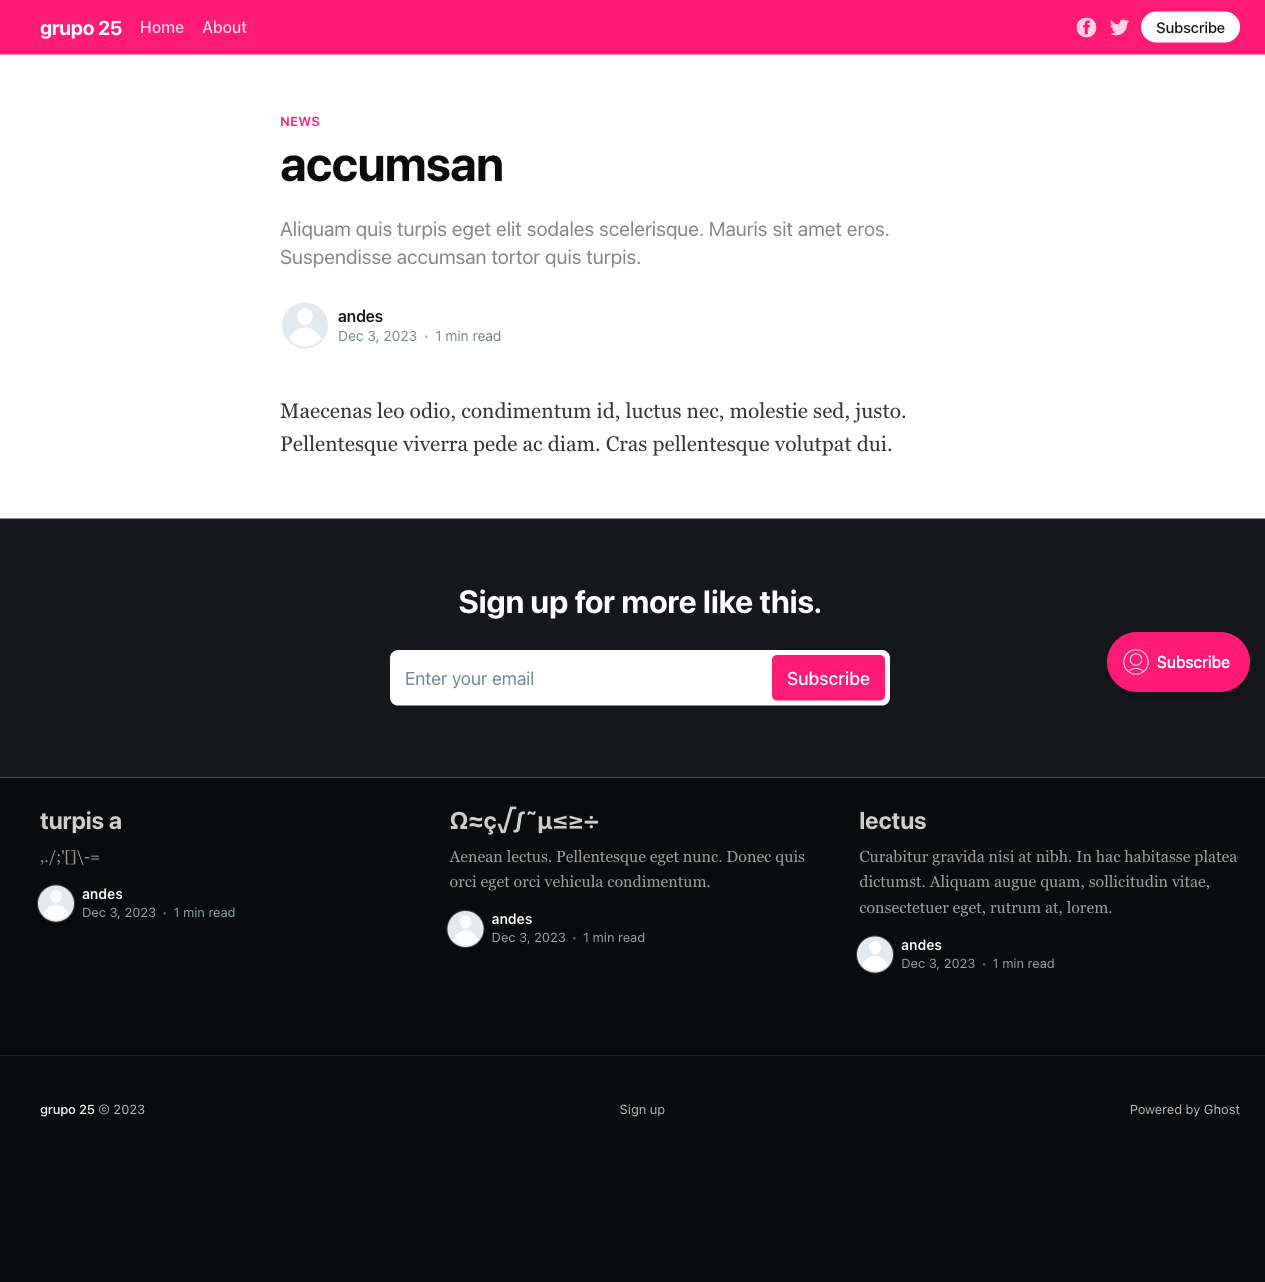 grupo 25 Home About Subscribe
NEWS
accumsan
Aliquam quis turpis eget elit sodales scelerisque. Mauris sit amet eros.
Suspendisse accumsan tortor quis turpis.
andes
Dec 3, 2023 • 1 min read
Maecenas leo odio, condimentum id, luctus nec, molestie sed, justo.
Pellentesque viverra pede ac diam. Cras pellentesque volutpat dui.
Sign up for more like this.
Enter your email Subscribe
Subscribe
turpis a
,./;'[]\-=
andes
Dec 3, 2023 • 1 min read
Ω≈ç√∫˜µ≤≥÷
Aenean lectus. Pellentesque eget nunc. Donec quis
orci eget orci vehicula condimentum.
andes
Dec 3, 2023 • 1 min read
lectus
Curabitur gravida nisi at nibh. In hac habitasse platea
dictumst. Aliquam augue quam, sollicitudin vitae,
consectetuer eget, rutrum at, lorem.
andes
Dec 3, 2023 • 1 min read
grupo 25 © 2023
Sign up
Powered by Ghost